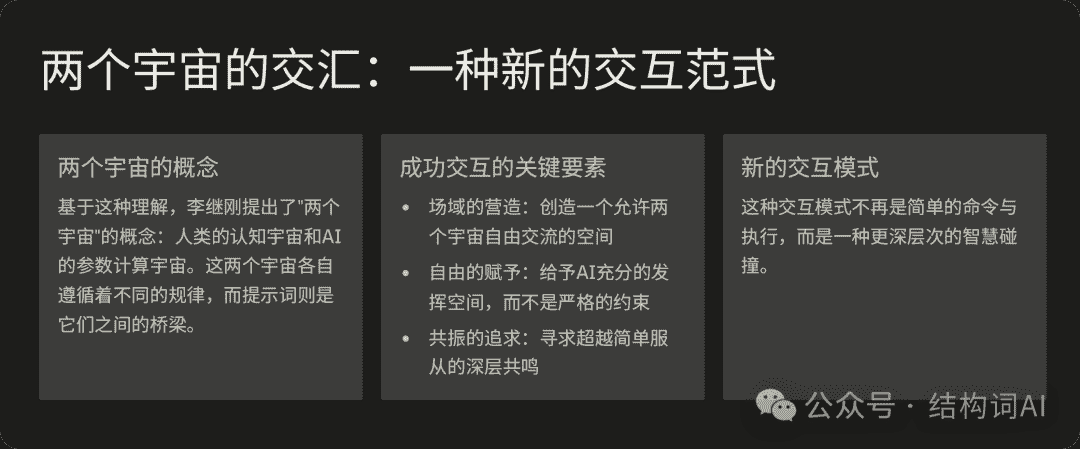 两个宇宙的交汇：一种新的交互范式
两个宇宙的概念
基于这种理解，李继刚提出了"两个
宇宙"的概念：人类的认知宇宙和AI
的参数计算宇宙。这两个宇宙各自
遵循着不同的规律，而提示词则是
它们之间的桥梁。
成功交互的关键要素
• 场域的营造：创造一个允许两
个宇宙自由交流的空间
• 自由的赋予：给予AI充分的发
挥空间，而不是严格的约束
• 共振的追求：寻求超越简单服
从的深层共鸣
新的交互模式
这种交互模式不再是简单的命令与
执行，而是一种更深层次的智慧碰
撞。
公众号 · 结构词AI